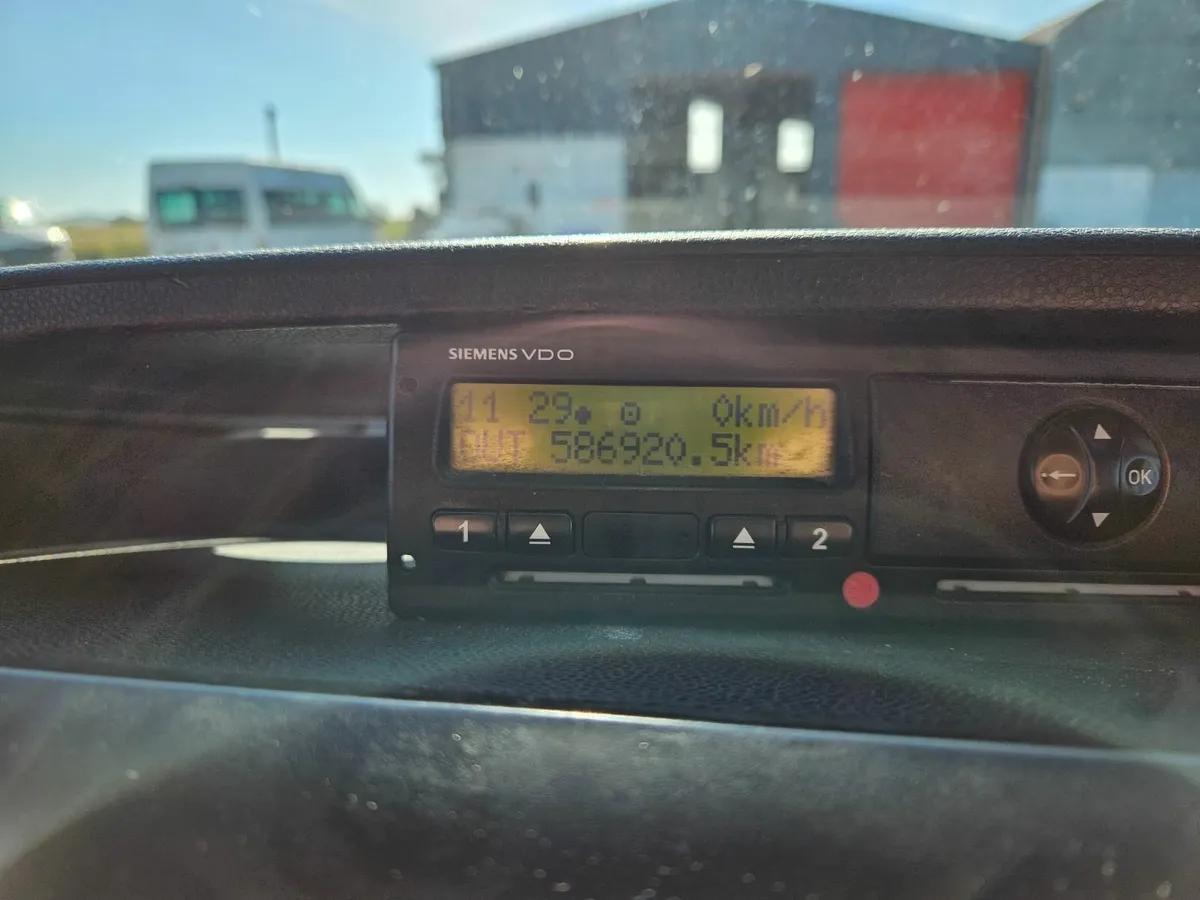 SIEMENS VDO
11 29● ⊙ 0km/h
OUT 586920.5km
1 2
OK